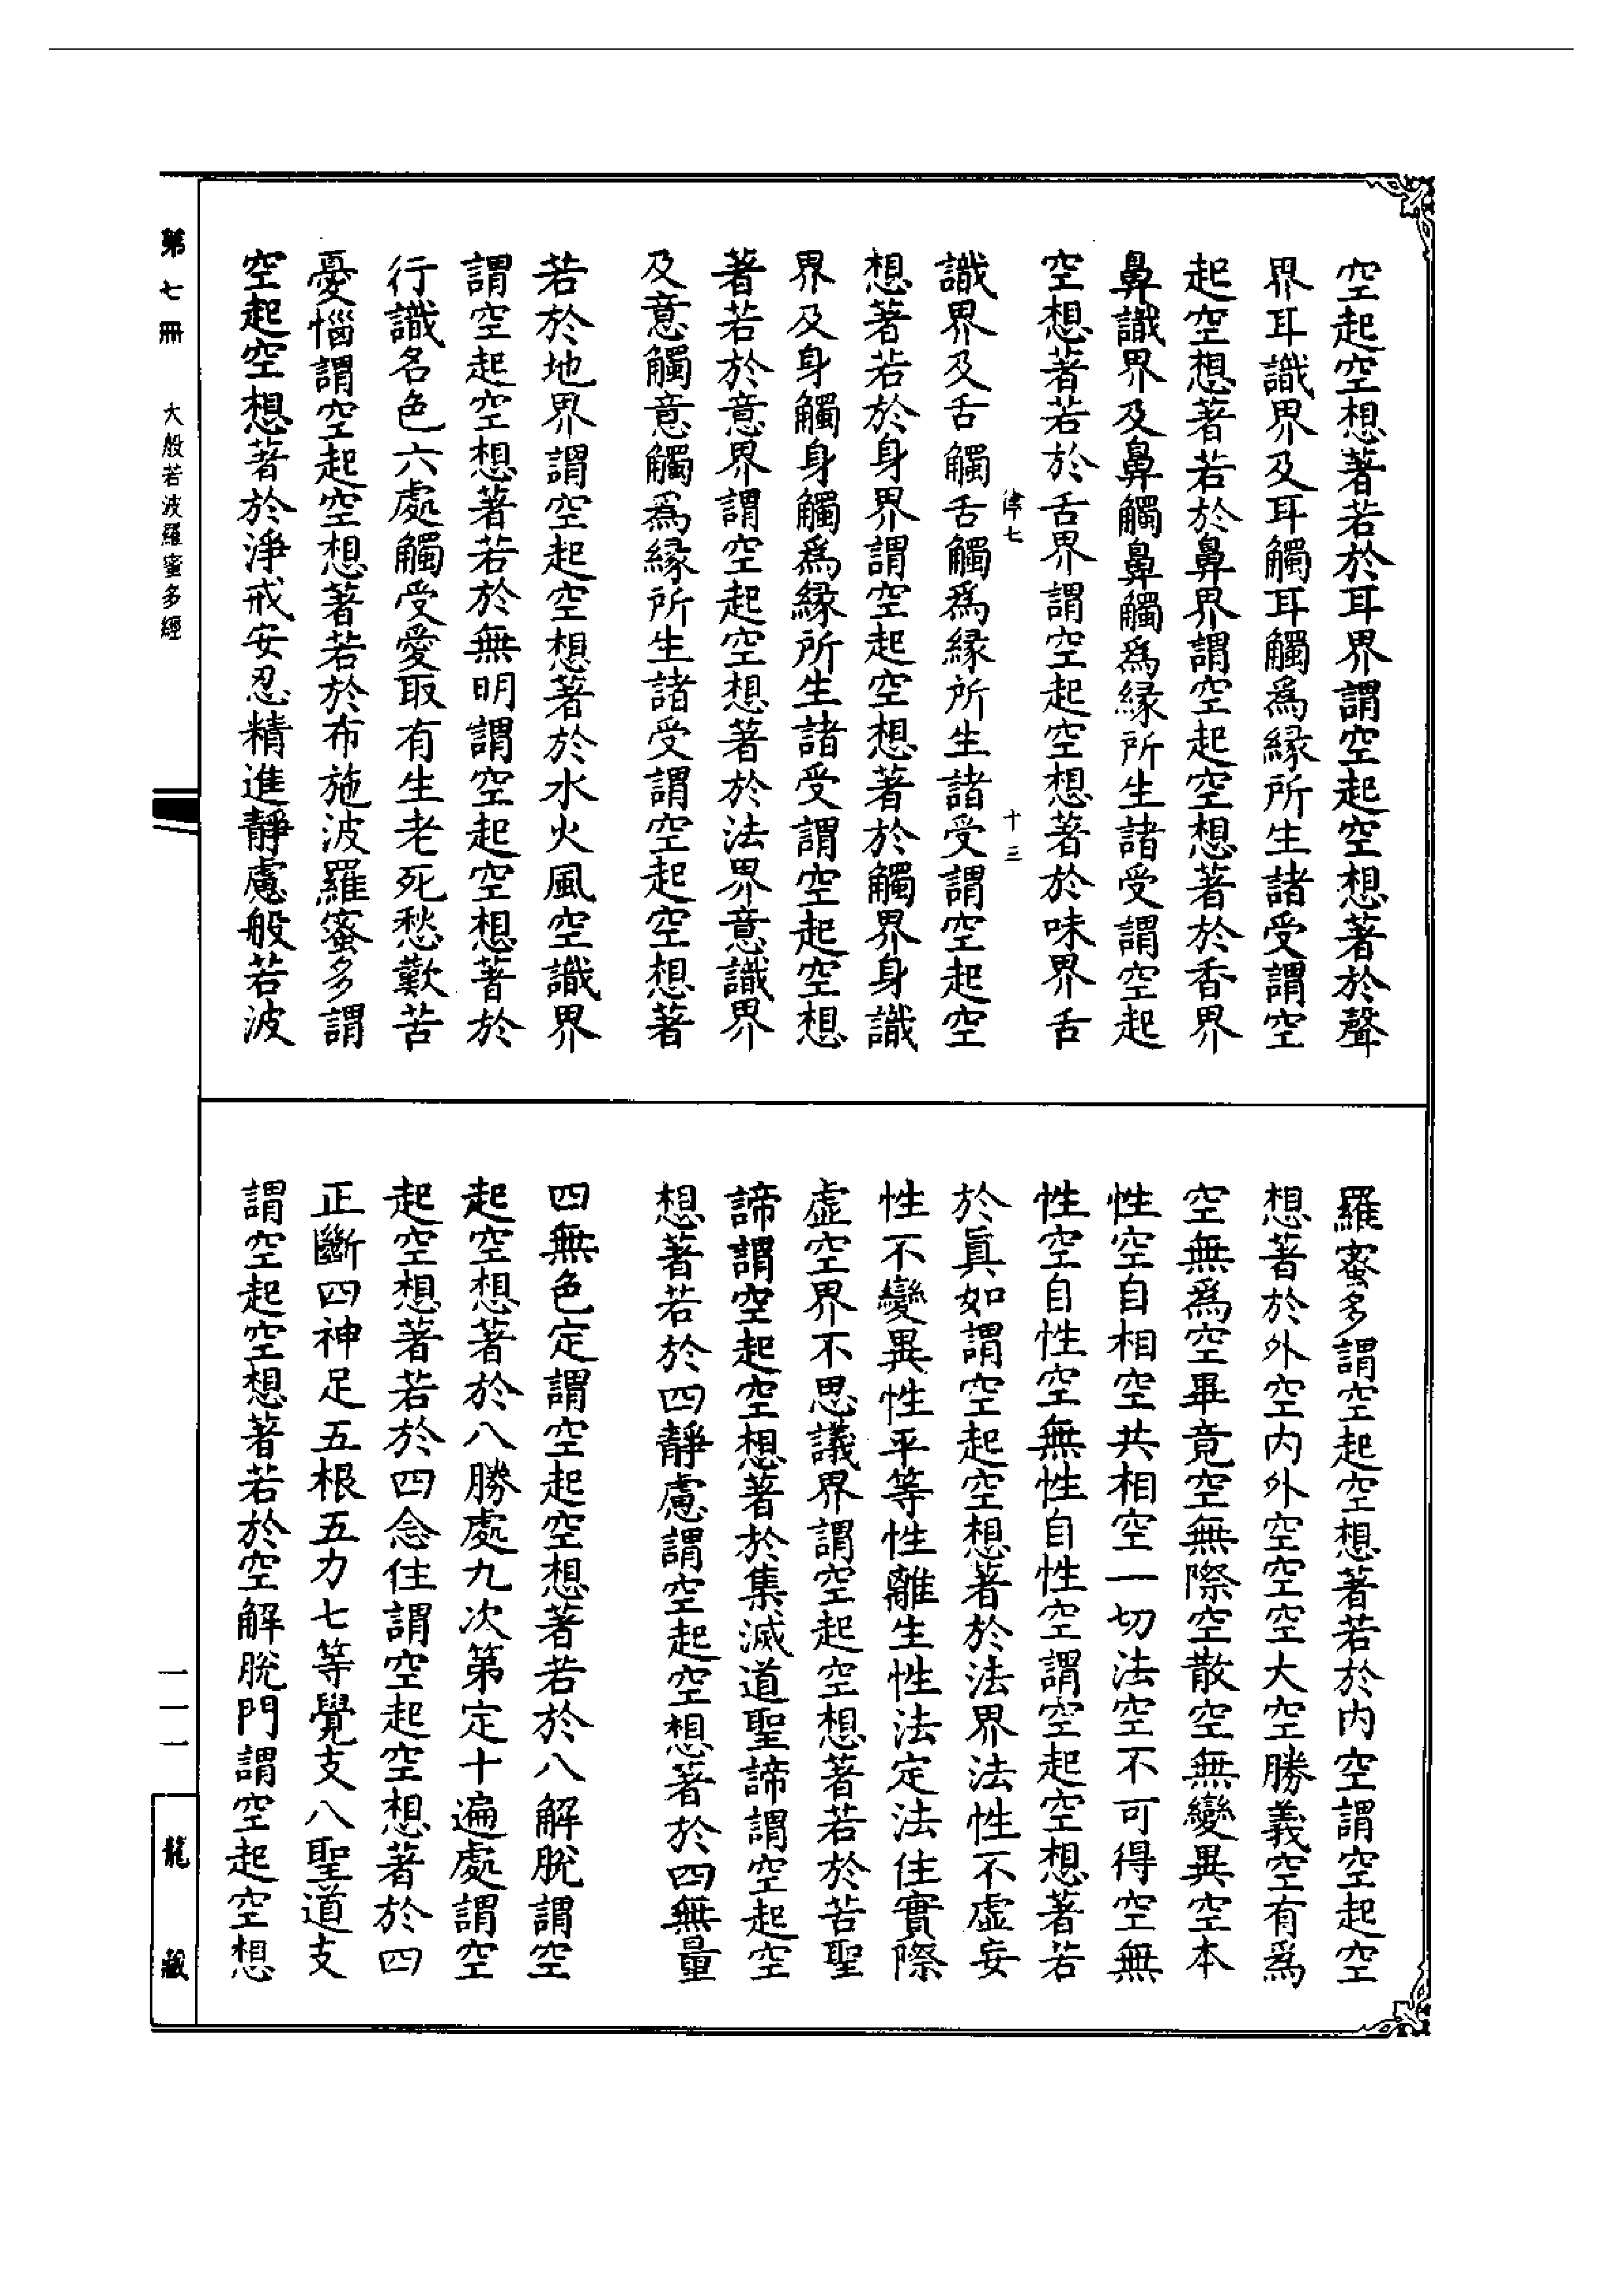 空起空想著若於耳界謂空起空想著於聲
界耳識界及耳觸耳觸爲緣所生諸受謂空
起空想著若於鼻界謂空起空想著於香界
鼻識界及鼻觸鼻觸爲緣所生諸受謂空起
空想著若於舌界謂空起空想著於味界舌
律七 十三
識界及舌觸舌觸爲緣所生諸受謂空起空
想著若於身界謂空起空想著於觸界身識
界及身觸身觸爲緣所生諸受謂空起空想
著若於意界謂空起空想著於法界意識界
及意觸意觸爲緣所生諸受謂空起空想著
若於地界謂空起空想著於水火風空識界
謂空起空想著若於無明謂空起空想著於
行識名色六處觸受愛取有生老死愁歎苦
憂惱謂空起空想著若於布施波羅蜜多謂
空起空想著於淨戒安忍精進靜慮般若波
羅蜜多謂空起空想著若於內空謂空起空
想著於外空內外空空空大空勝義空有爲
空無爲空畢竟空無際空散空無變異空本
性空自相空共相空一切法空不可得空無
性空自性空無性自性空謂空起空想著若
於眞如謂空起空想著於法界法性不虛妄
性不變異性平等性離生性法定法住實際
虛空界不思議界謂空起空想著若於苦聖
諦謂空起空想著於集滅道聖諦謂空起空
想著若於四靜慮謂空起空想著於四無量
四無色定謂空起空想著若於八解脫謂空
起空想著於八勝處九次第定十遍處謂空
起空想著若於四念住謂空起空想著於四
正斷四神足五根五力七等覺支八聖道支
謂空起空想著若於空解脫門謂空起空想
第七冊 大般若波羅蜜多經
一一一
龍藏